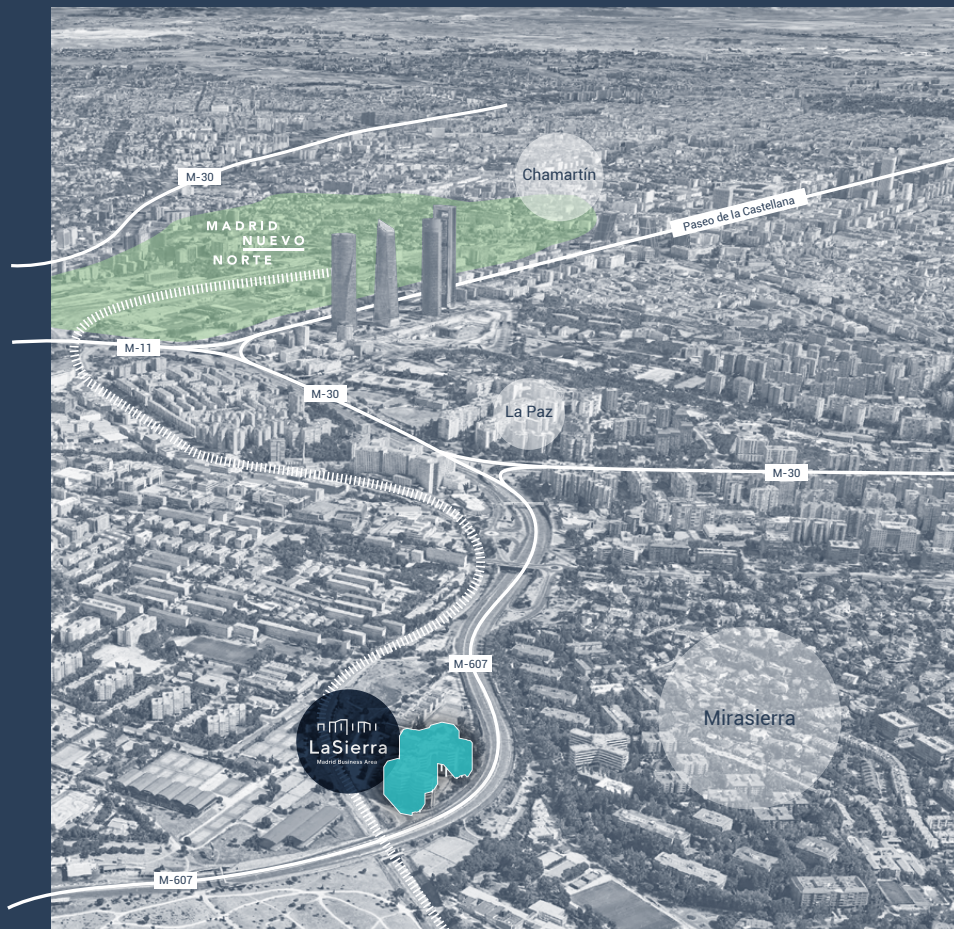 Chamartín
M-30
Paseo de la Castellana
MADRID
NUEVO
NORTE
M-11
M-30
La Paz
M-30
M-607
Mirasierra
LaSierra
Madrid Business Area
M-607